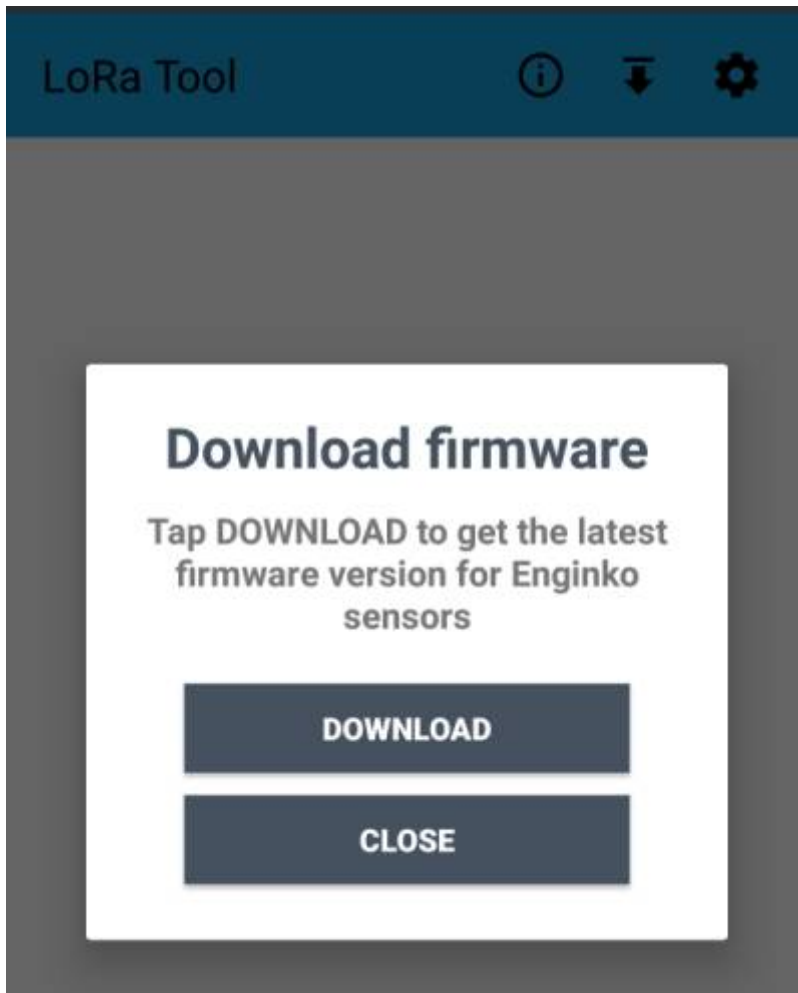 LoRa Tool
Download firmware
Tap DOWNLOAD to get the latest
firmware version for Enginko
sensors
DOWNLOAD
CLOSE